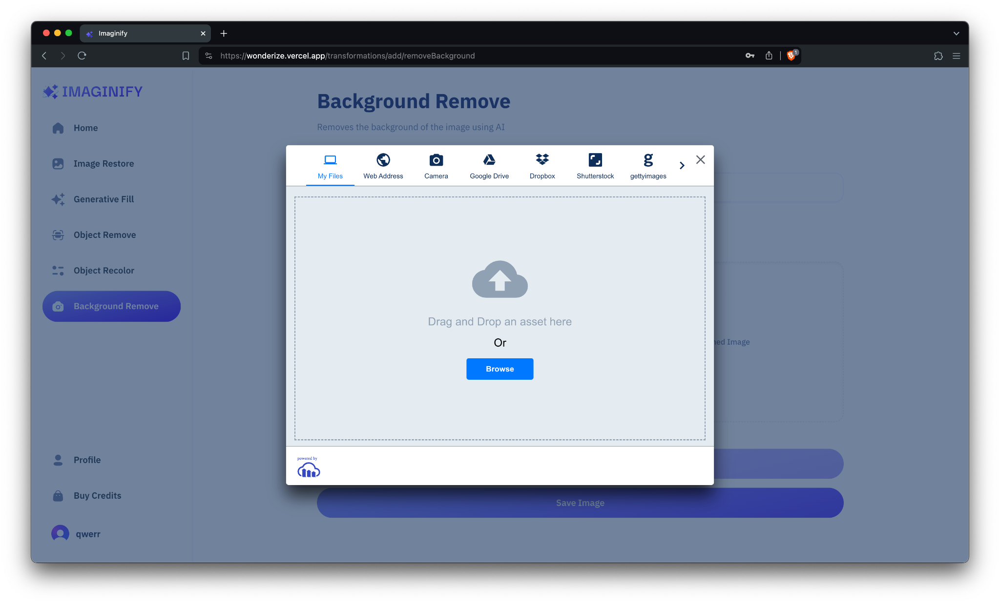 Imaginify
https://wonderize.vercel.app/transformations/add/removeBackground
1
IMAGINIFY
Home
Image Restore
Generative Fill
Object Remove
Object Recolor
Background Remove
Profile
Buy Credits
qwerr
Background Remove
Removes the background of the image using AI
My Files
Web Address
Camera
Google Drive
Dropbox
Shutterstock
gettyimages
Drag and Drop an asset here
Or
Browse
powered by
Image
Save Image